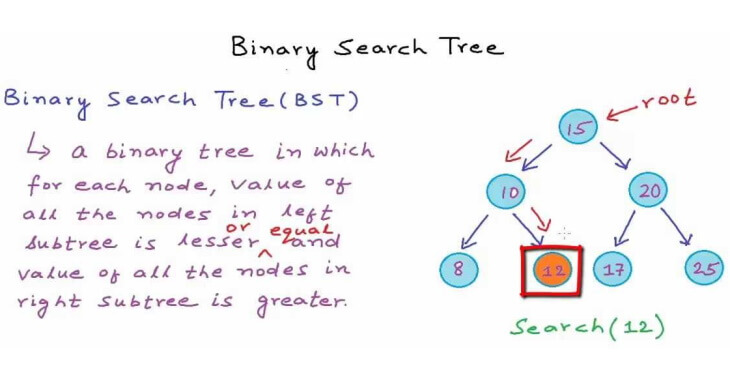 Binary Search Tree
Binary Search Tree (BST)
↳ a binary tree in which
for each node, value of
all the nodes in left
or equal
subtree is lesser ^ and
value of all the nodes in
right subtree is greater.
root
15
10
20
8
12
17
25
Search(12)